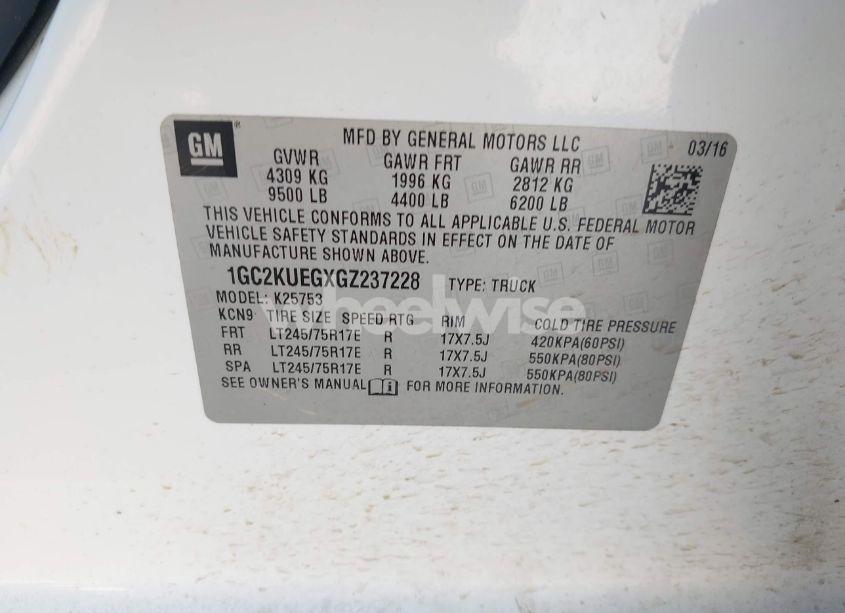 GM ® MFD BY GENERAL MOTORS LLC 03/16
GVWR GAWR FRT GAWR RR
4309 KG 1996 KG 2812 KG
9500 LB 4400 LB 6200 LB
THIS VEHICLE CONFORMS TO ALL APPLICABLE U.S. FEDERAL MOTOR
VEHICLE SAFETY STANDARDS IN EFFECT ON THE DATE OF
MANUFACTURE SHOWN ABOVE.
1GC2KUEGXGZ237228 TYPE: TRUCK
MODEL: K25753
wheelwise
KCN9 TIRE SIZE SPEED RTG RIM COLD TIRE PRESSURE
FRT LT245/75R17E R 17X7.5J 420KPA(60PSI)
RR LT245/75R17E R 17X7.5J 550KPA(80PSI)
SPA LT245/75R17E R 17X7.5J 550KPA(80PSI)
SEE OWNER'S MANUAL i FOR MORE INFORMATION.